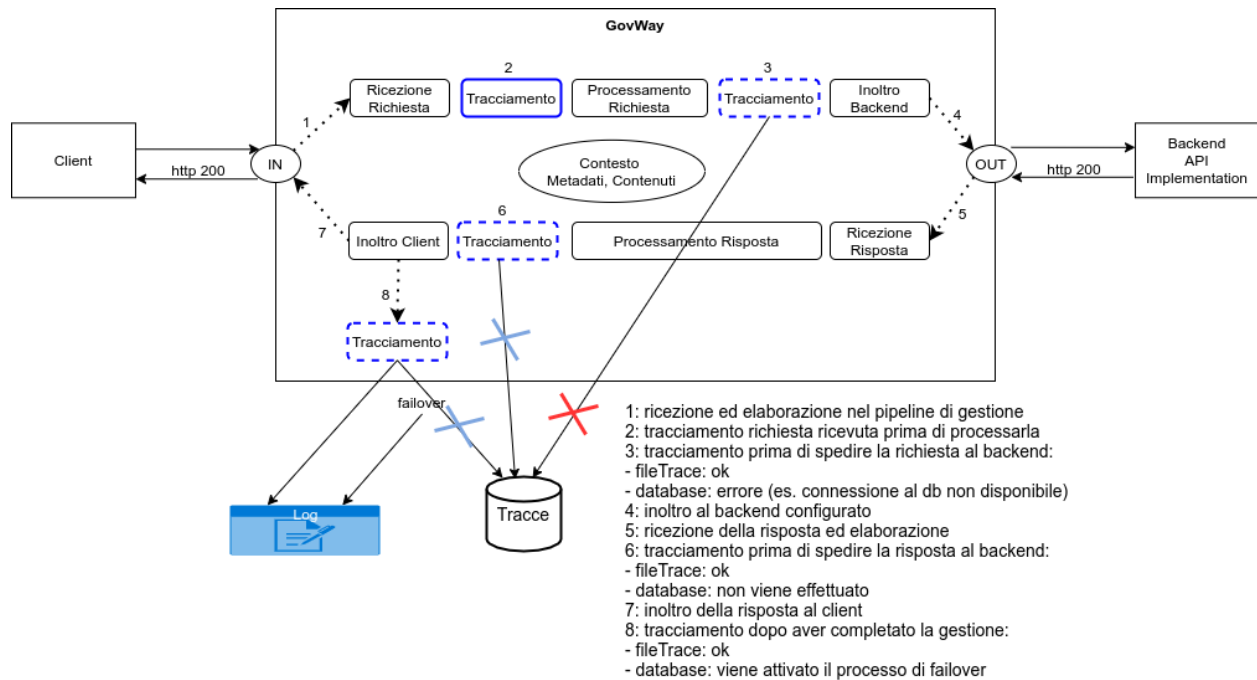 GovWay
2
3
Ricezione
Richiesta
Tracciamento
Processamento
Richiesta
Tracciamento
Inoltro
Backend
1
4
Client
http 200
IN
Contesto
Metadati, Contenuti
OUT
http 200
Backend
API
Implementation
6
7
5
Inoltro Client
Tracciamento
Processamento Risposta
Ricezione
Risposta
8
Tracciamento
failover
Log
Tracce
1: ricezione ed elaborazione nel pipeline di gestione
2: tracciamento richiesta ricevuta prima di processarla
3: tracciamento prima di spedire la richiesta al backend:
- fileTrace: ok
- database: errore (es. connessione al db non disponibile)
4: inoltro al backend configurato
5: ricezione della risposta ed elaborazione
6: tracciamento prima di spedire la risposta al backend:
- fileTrace: ok
- database: non viene effettuato
7: inoltro della risposta al client
8: tracciamento dopo aver completato la gestione:
- fileTrace: ok
- database: viene attivato il processo di failover